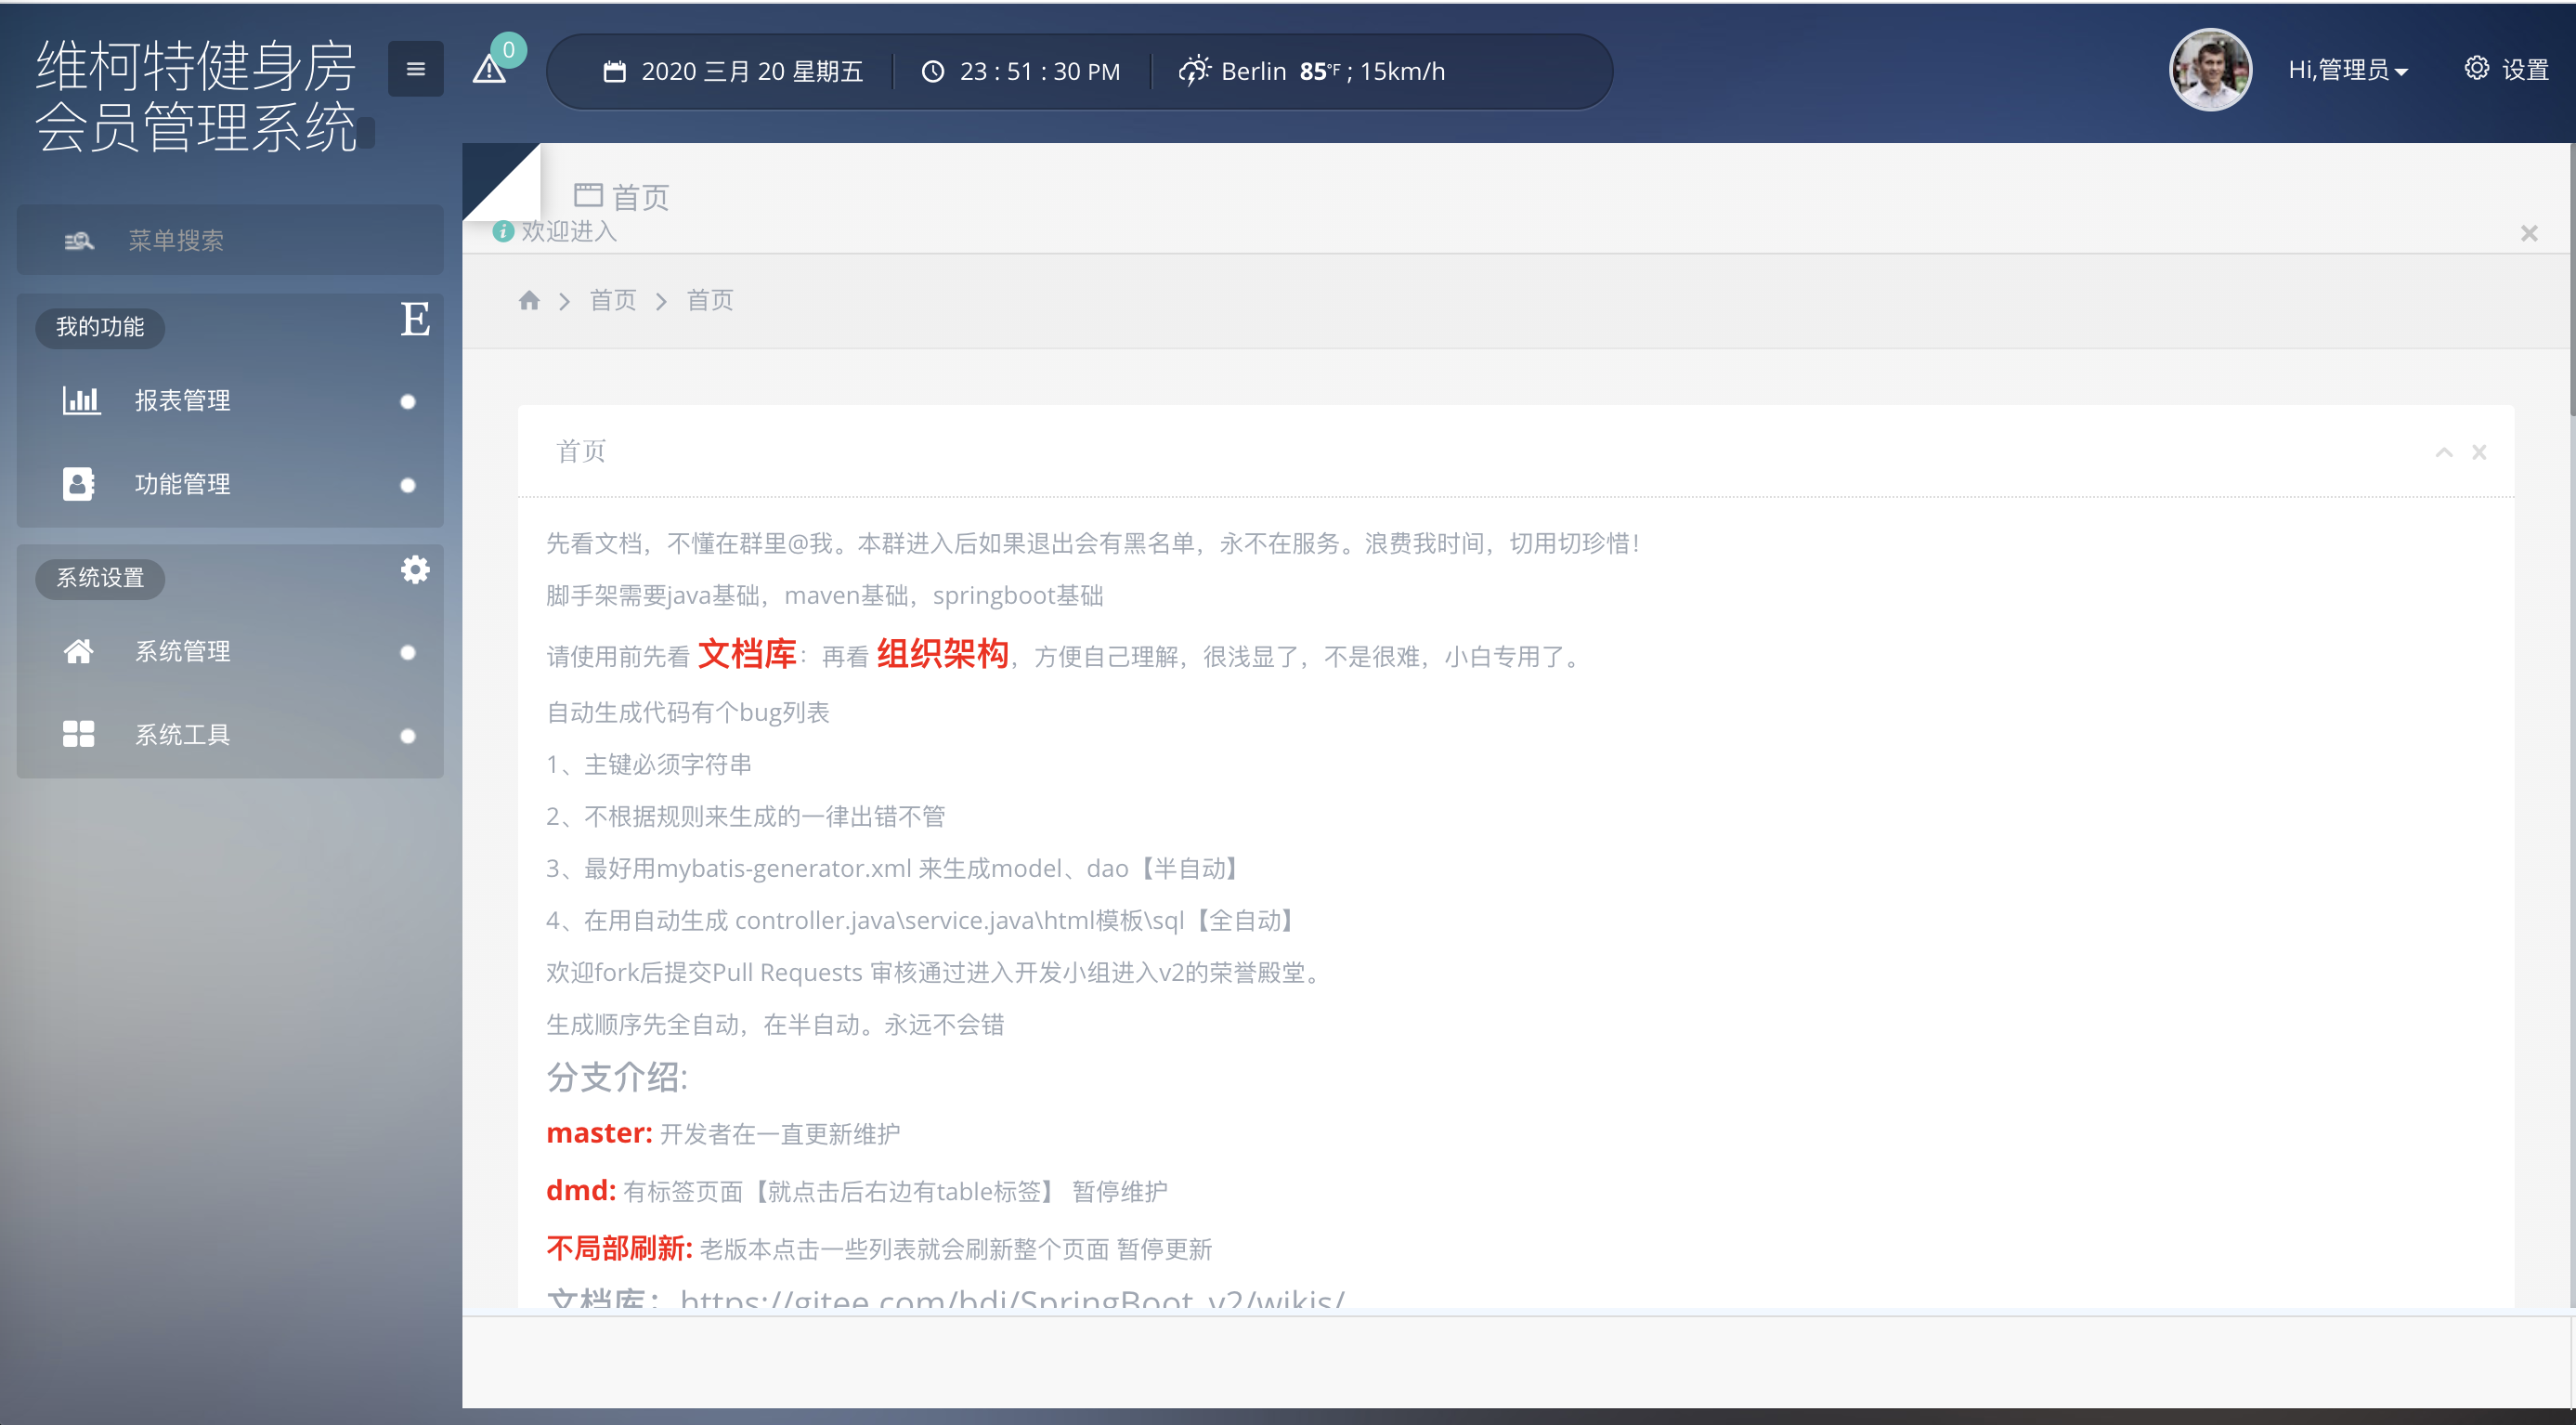 维柯特健身房
会员管理系统
0
2020 三月 20 星期五
23 : 51 : 30 PM
Berlin 85°F ; 15km/h
Hi,管理员
设置
菜单搜索
我的功能
E
报表管理
功能管理
系统设置
系统管理
系统工具
首页
欢迎进入
首页 首页
首页
先看文档，不懂在群里@我。本群进入后如果退出会有黑名单，永不在服务。浪费我时间，切用切珍惜！
脚手架需要java基础，maven基础，springboot基础
请使用前先看 文档库：再看 组织架构，方便自己理解，很浅显了，不是很难，小白专用了。
自动生成代码有个bug列表
1、主键必须字符串
2、不根据规则来生成的一律出错不管
3、最好用mybatis-generator.xml 来生成model、dao【半自动】
4、在用自动生成 controller.java\service.java\html模板\sql【全自动】
欢迎fork后提交Pull Requests 审核通过进入开发小组进入v2的荣誉殿堂。
生成顺序先全自动，在半自动。永远不会错
分支介绍:
master: 开发者在一直更新维护
dmd: 有标签页面【就点击后右边有table标签】 暂停维护
不局部刷新: 老版本点击一些列表就会刷新整个页面 暂停更新
文档库：https://gitee.com/bdj/SpringBoot_v2/wikis/